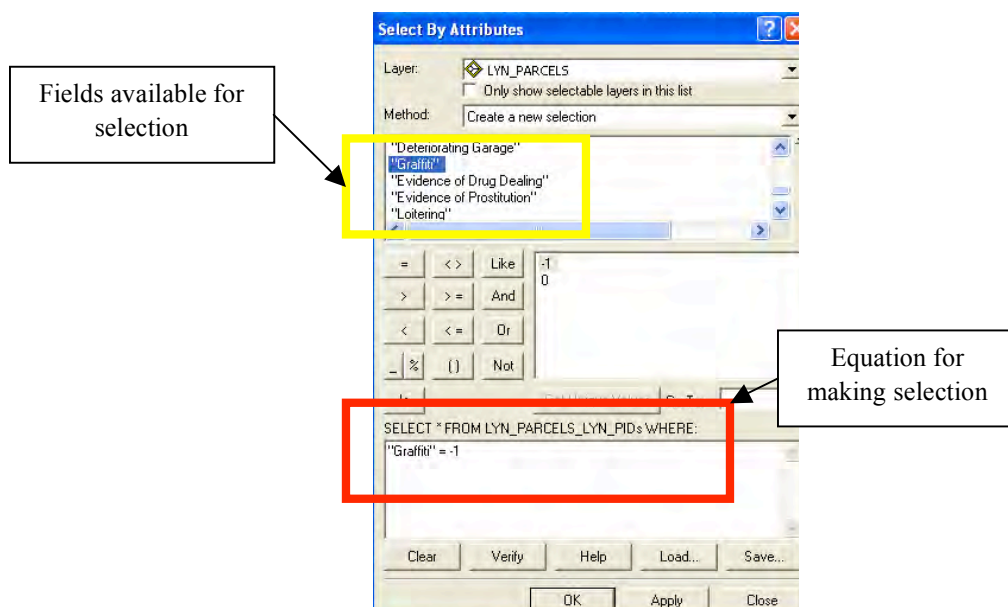 Select By Attributes
Fields available for
selection
Layer:
LYN_PARCELS
Only show selectable layers in this list
Method:
Create a new selection
"Deteriorating Garage"
"Graffiti"
"Evidence of Drug Dealing"
"Evidence of Prostitution"
"Loitering"
= < > Like
> > = And
< < = Or
_ % ( ) Not
-1
0
Equation for
making selection
SELECT * FROM LYN_PARCELS_LYN_PIDs WHERE:
"Graffiti" = -1
Clear Verify Help Load... Save...
OK Apply Close